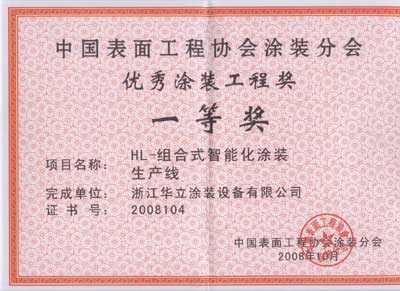 中国表面工程协会涂装分会
优秀涂装工程奖
一等奖
项目名称: HL-组合式智能化涂装
生产线
完成单位: 浙江华立涂装设备有限公司
证书号: 2008104
中国表面工程协会涂装分会
2008年10月